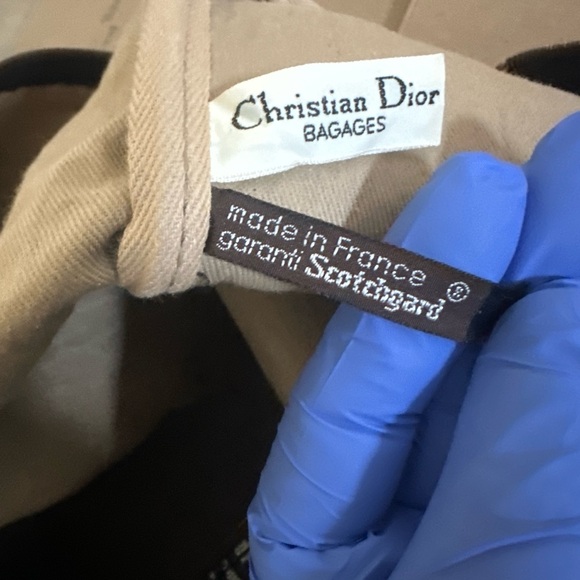 Christian Dior
BAGAGES
made in France
garanti Scotchgard ®